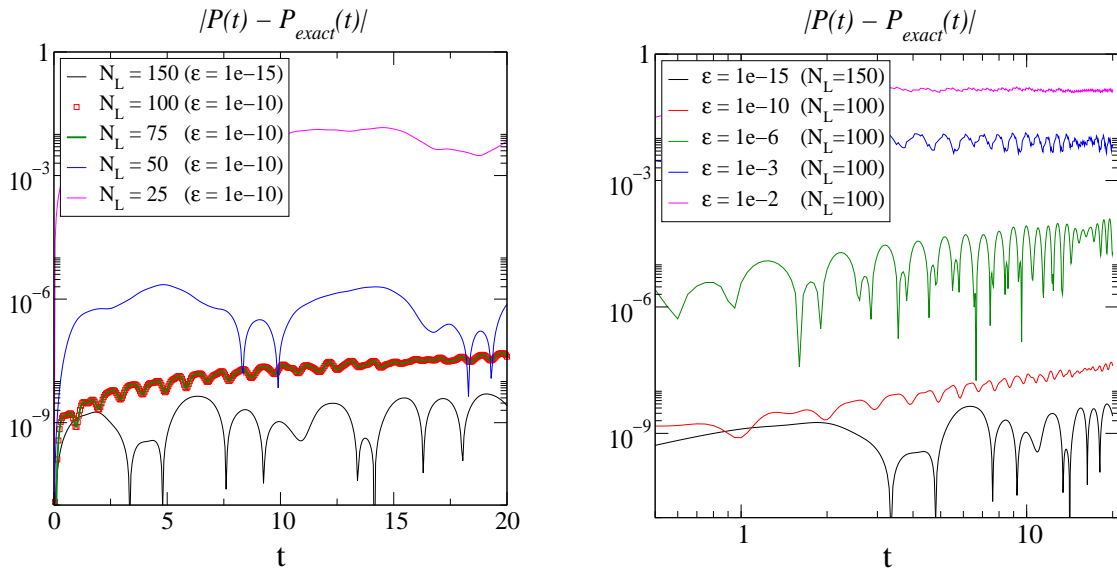 |P(t) − P_exact(t)|
1
10^−3
10^−6
10^−9
N_L = 150 (ε = 1e−15)
N_L = 100 (ε = 1e−10)
N_L = 75 (ε = 1e−10)
N_L = 50 (ε = 1e−10)
N_L = 25 (ε = 1e−10)
0 5 10 15 20
t
|P(t) − P_exact(t)|
1
10^−3
10^−6
10^−9
ε = 1e−15 (N_L=150)
ε = 1e−10 (N_L=100)
ε = 1e−6 (N_L=100)
ε = 1e−3 (N_L=100)
ε = 1e−2 (N_L=100)
1 10
t